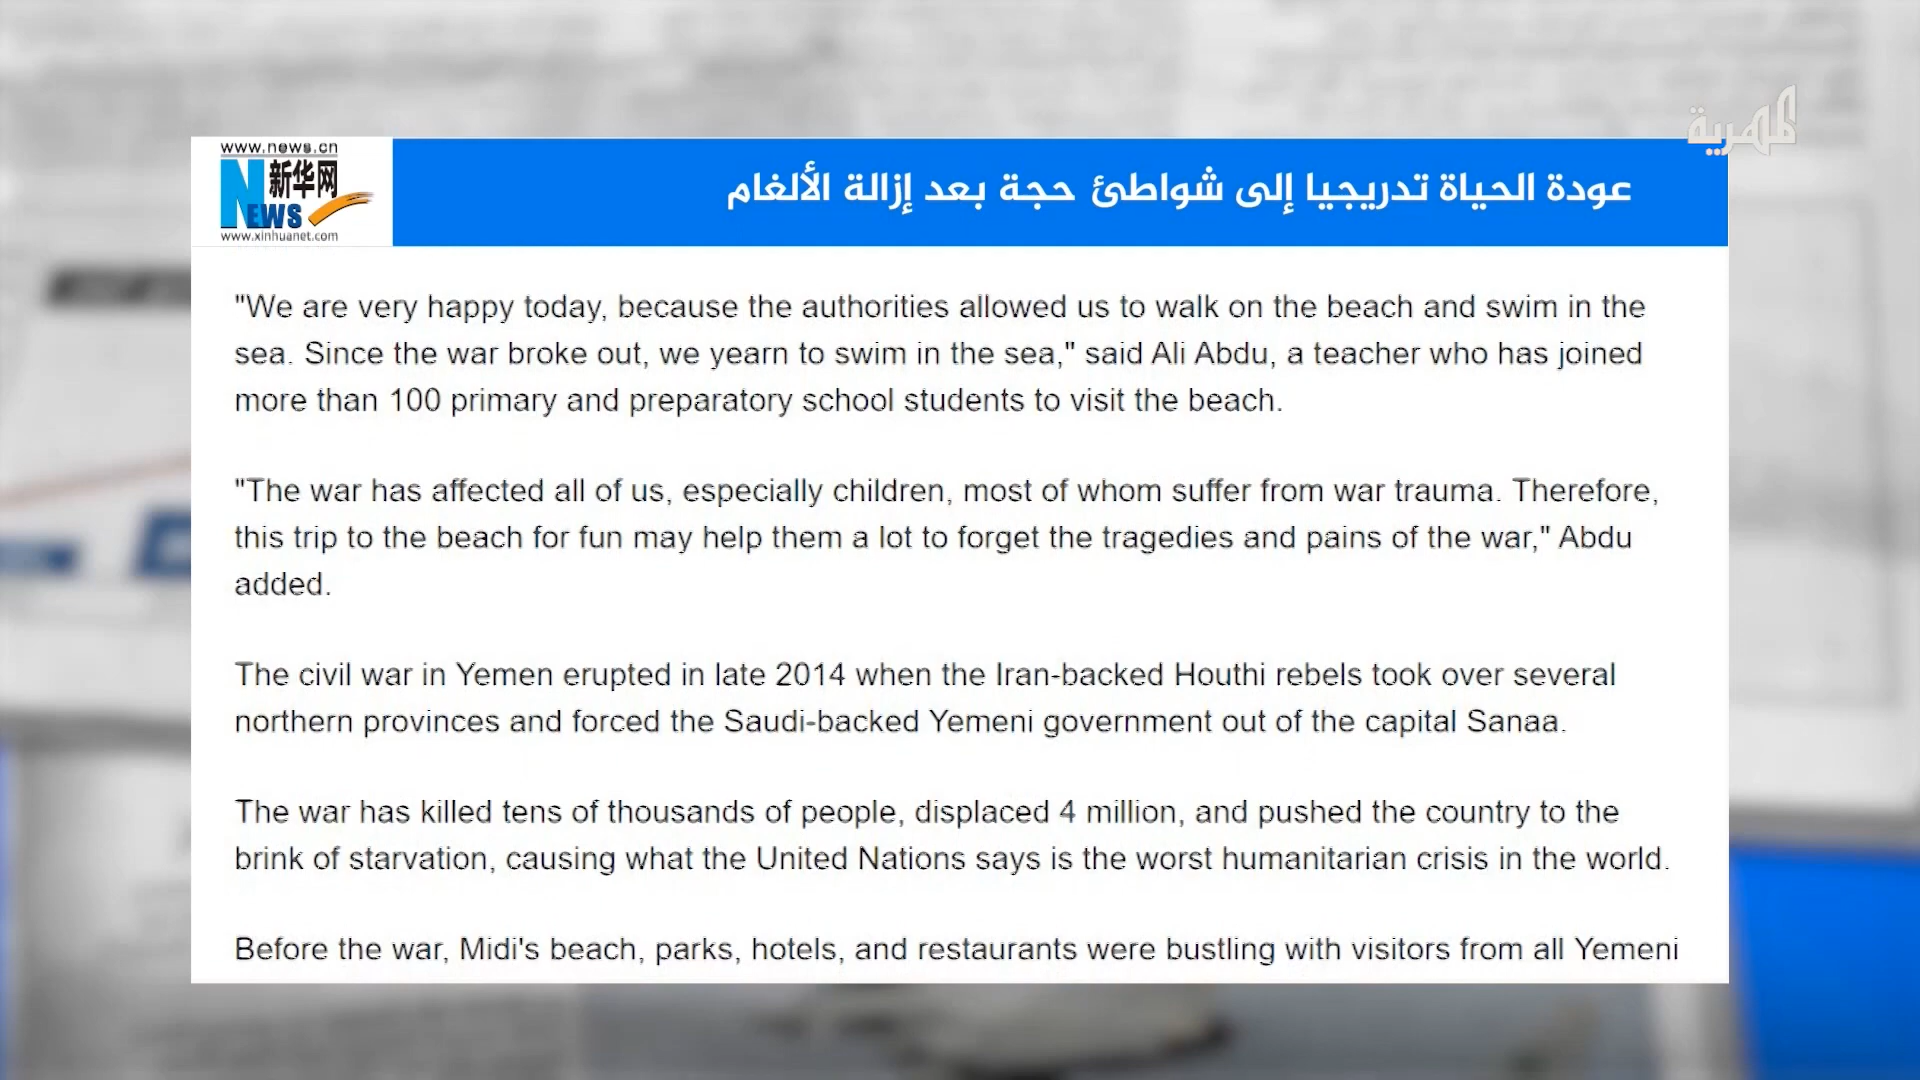 المهرية
www.news.cn
新华网
NEWS
www.xinhuanet.com
عودة الحياة تدريجيا إلى شواطئ حجة بعد إزالة الألغام
"We are very happy today, because the authorities allowed us to walk on the beach and swim in the
sea. Since the war broke out, we yearn to swim in the sea," said Ali Abdu, a teacher who has joined
more than 100 primary and preparatory school students to visit the beach.
"The war has affected all of us, especially children, most of whom suffer from war trauma. Therefore,
this trip to the beach for fun may help them a lot to forget the tragedies and pains of the war," Abdu
added.
The civil war in Yemen erupted in late 2014 when the Iran-backed Houthi rebels took over several
northern provinces and forced the Saudi-backed Yemeni government out of the capital Sanaa.
The war has killed tens of thousands of people, displaced 4 million, and pushed the country to the
brink of starvation, causing what the United Nations says is the worst humanitarian crisis in the world.
Before the war, Midi's beach, parks, hotels, and restaurants were bustling with visitors from all Yemeni